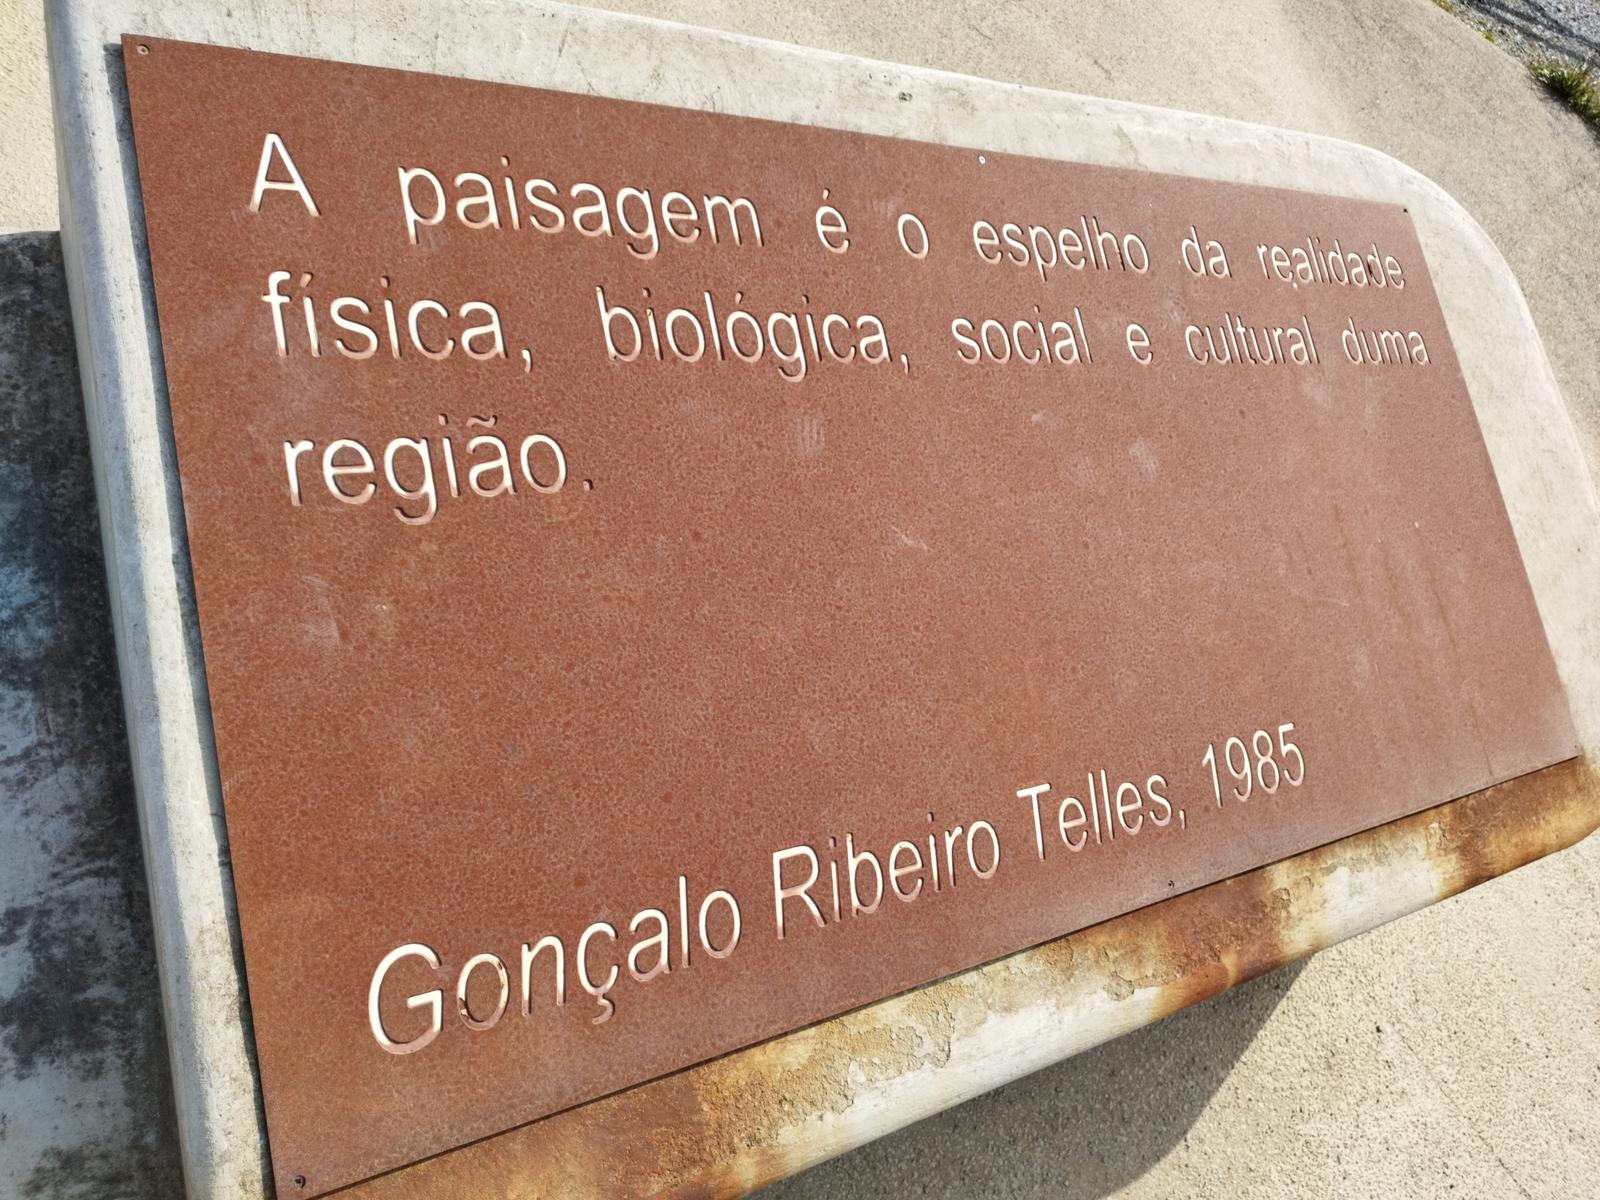 A paisagem é o espelho da realidade
física, biológica, social e cultural duma
região.
Gonçalo Ribeiro Telles, 1985